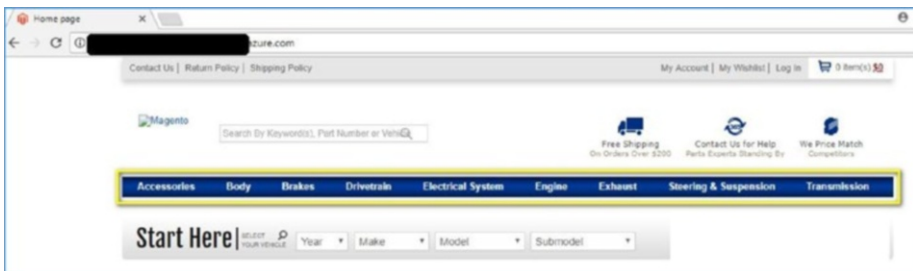 Home page
zure.com
Contact Us | Return Policy | Shipping Policy
My Account | My Wishlist | Log In 0 item(s) $0
Magento
Search By Keyword(s), Part Number or Vehi
Free Shipping
On Orders Over $200
Contact Us for Help
Parts Experts Standing By
We Price Match
Competitors
Accessories Body Brakes Drivetrain Electrical System Engine Exhaust Steering & Suspension Transmission
Start Here| SELECT YOUR VEHICLE Year Make Model Submodel